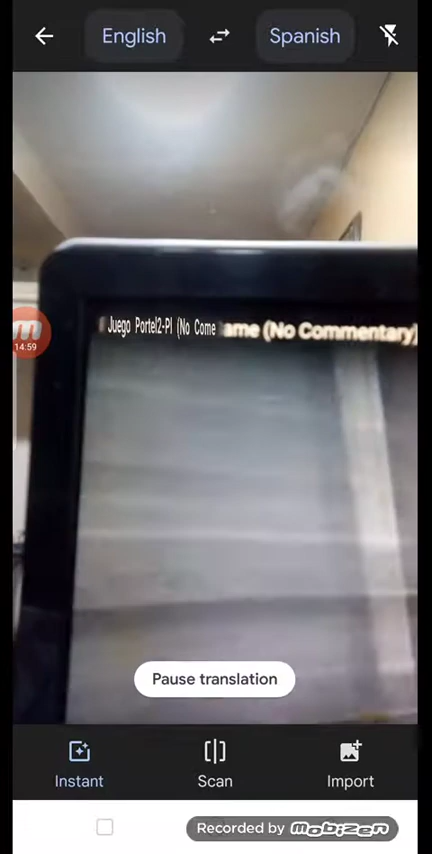 English
Spanish
Juego Portel2-Pl (No Come ame (No Commentary)
m
14:59
Pause translation
Instant
Scan
Import
Recorded by mobizen